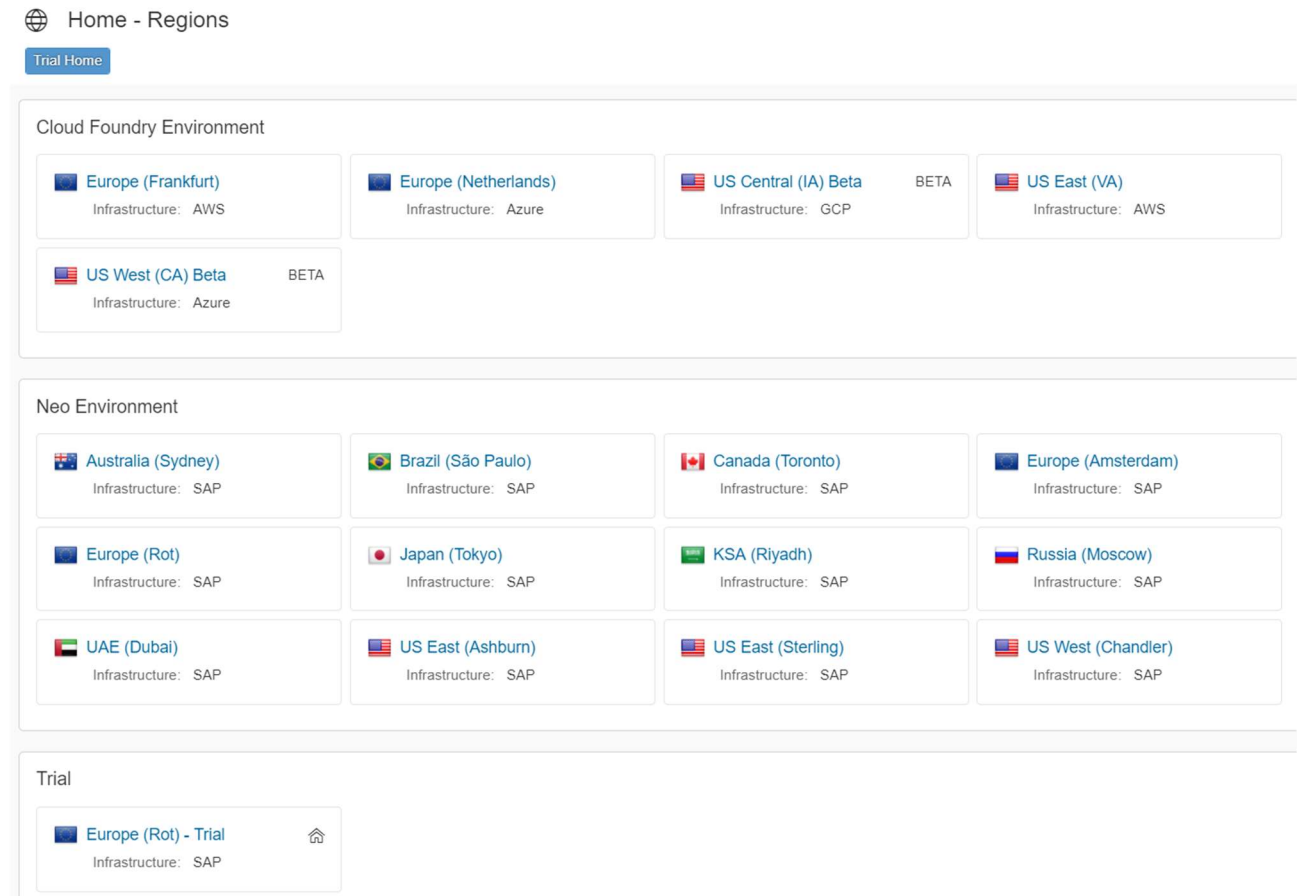 Home - Regions
Trial Home
Cloud Foundry Environment
Europe (Frankfurt)
Infrastructure: AWS
Europe (Netherlands)
Infrastructure: Azure
US Central (IA) Beta BETA
Infrastructure: GCP
US East (VA)
Infrastructure: AWS
US West (CA) Beta BETA
Infrastructure: Azure
Neo Environment
Australia (Sydney)
Infrastructure: SAP
Brazil (São Paulo)
Infrastructure: SAP
Canada (Toronto)
Infrastructure: SAP
Europe (Amsterdam)
Infrastructure: SAP
Europe (Rot)
Infrastructure: SAP
Japan (Tokyo)
Infrastructure: SAP
KSA (Riyadh)
Infrastructure: SAP
Russia (Moscow)
Infrastructure: SAP
UAE (Dubai)
Infrastructure: SAP
US East (Ashburn)
Infrastructure: SAP
US East (Sterling)
Infrastructure: SAP
US West (Chandler)
Infrastructure: SAP
Trial
Europe (Rot) - Trial
Infrastructure: SAP